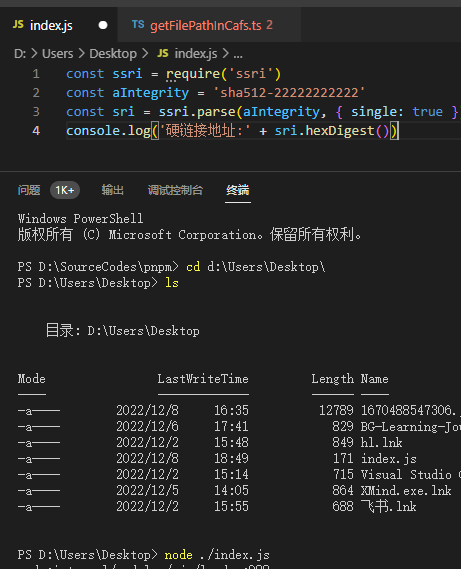 JS index.js ● TS getFilePathInCafs.ts 2
D: > Users > Desktop > JS index.js > ...
1 const ssri = require('ssri')
2 const aIntegrity = 'sha512-22222222222'
3 const sri = ssri.parse(aIntegrity, { single: true }
4 console.log('硬链接地址:' + sri.hexDigest())
问题 1K+ 输出 调试控制台 终端
Windows PowerShell
版权所有 (C) Microsoft Corporation。保留所有权利。
PS D:\SourceCodes\pnpm> cd d:\Users\Desktop\
PS D:\Users\Desktop> ls
目录: D:\Users\Desktop
Mode LastWriteTime Length Name
---- ------------- ------ ----
-a---- 2022/12/8 16:35 12789 1670488547306.
-a---- 2022/12/6 17:41 829 BG-Learning-Jou
-a---- 2022/12/2 15:48 849 hl.lnk
-a---- 2022/12/8 18:49 171 index.js
-a---- 2022/12/2 15:14 715 Visual Studio
-a---- 2022/12/5 14:05 864 XMind.exe.lnk
-a---- 2022/12/2 15:55 688 飞书.lnk
PS D:\Users\Desktop> node ./index.js